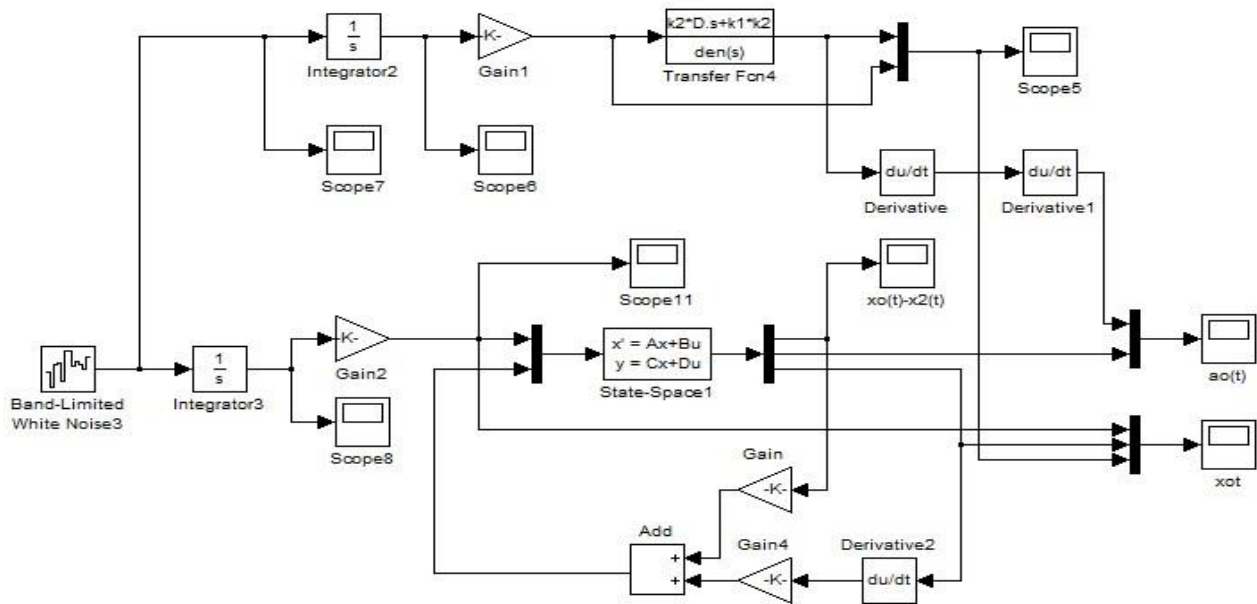 1
s
Integrator2
-K-
Gain1
k2*D.s+k1*k2
den(s)
Transfer Fcn4
Scope5
Scope7
Scope6
du/dt
Derivative
du/dt
Derivative1
Scope11
xo(t)-x2(t)
Band-Limited
White Noise3
1
s
Integrator3
-K-
Gain2
Scope8
x' = Ax+Bu
y = Cx+Du
State-Space1
ao(t)
xot
Gain
-K-
Add
+
+
Gain4
-K-
Derivative2
du/dt